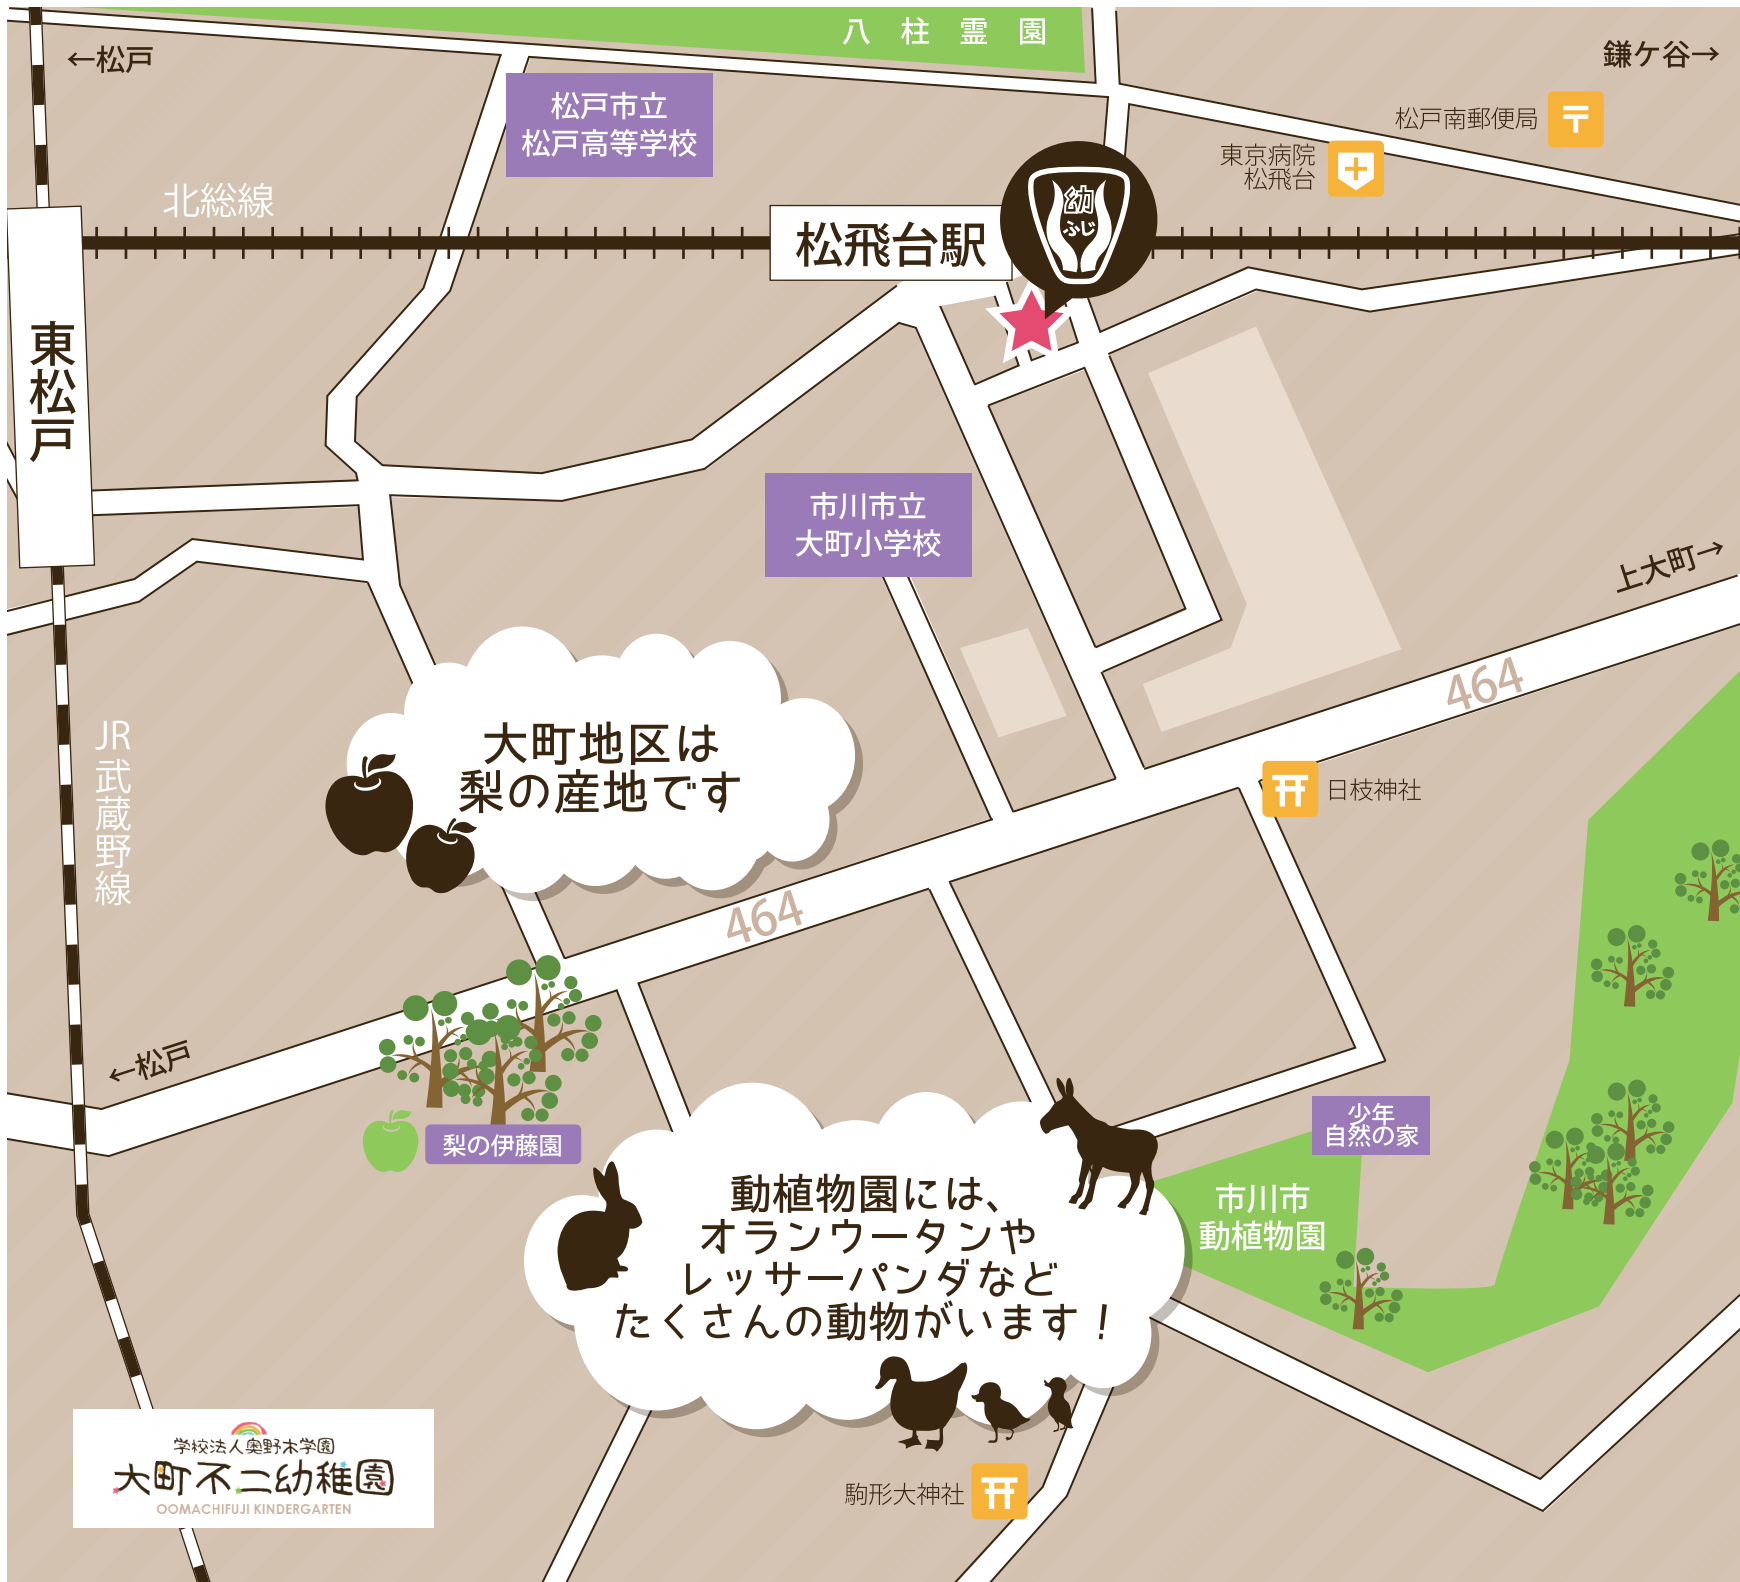 八柱霊園
←松戸
鎌ケ谷→
松戸市立
松戸高等学校
松戸南郵便局
東京病院
松飛台
北総線
松飛台駅
幼
ふじ
東松戸
市川市立
大町小学校
上大町→
464
大町地区は
梨の産地です
JR武蔵野線
日枝神社
464
←松戸
梨の伊藤園
少年
自然の家
動植物園には、
オランウータンや
レッサーパンダなど
たくさんの動物がいます！
市川市
動植物園
学校法人奥野木学園
大町不二幼稚園
OOMACHIFUJI KINDERGARTEN
駒形大神社